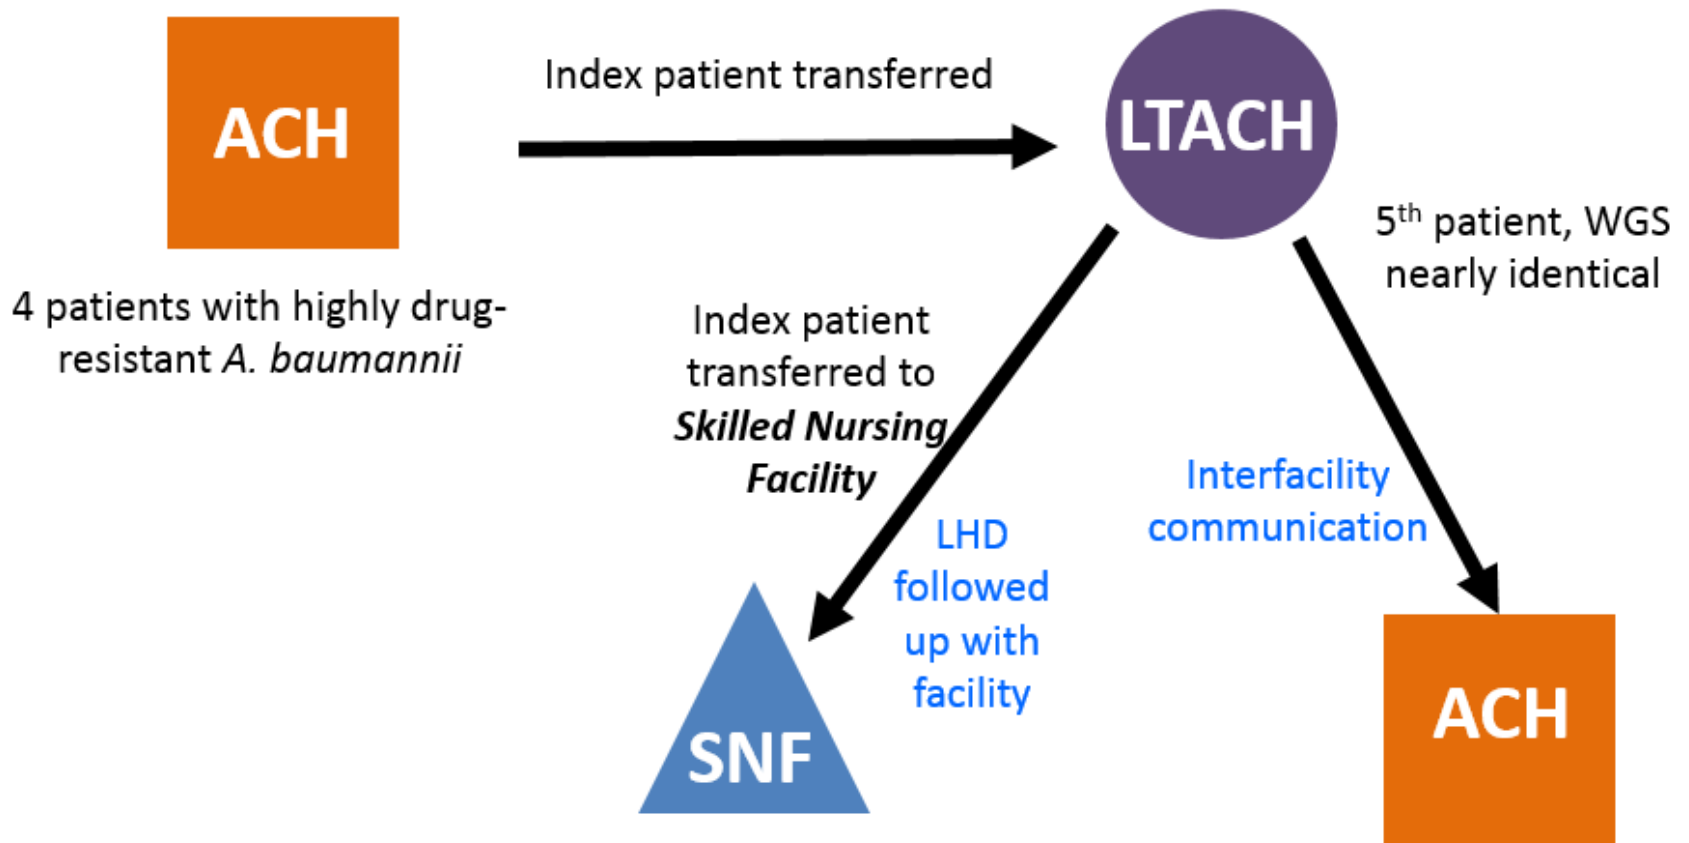 ACH
Index patient transferred
LTACH
4 patients with highly drug-
resistant A. baumannii
5th patient, WGS
nearly identical
Index patient
transferred to
Skilled Nursing
Facility
LHD
followed
up with
facility
Interfacility
communication
SNF
ACH